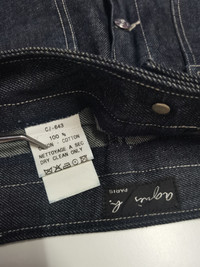 CJ-643
100 %
COTON : COTTON
NETTOYAGE A SEC
DRY CLEAN ONLY
agnès b.
PARIS